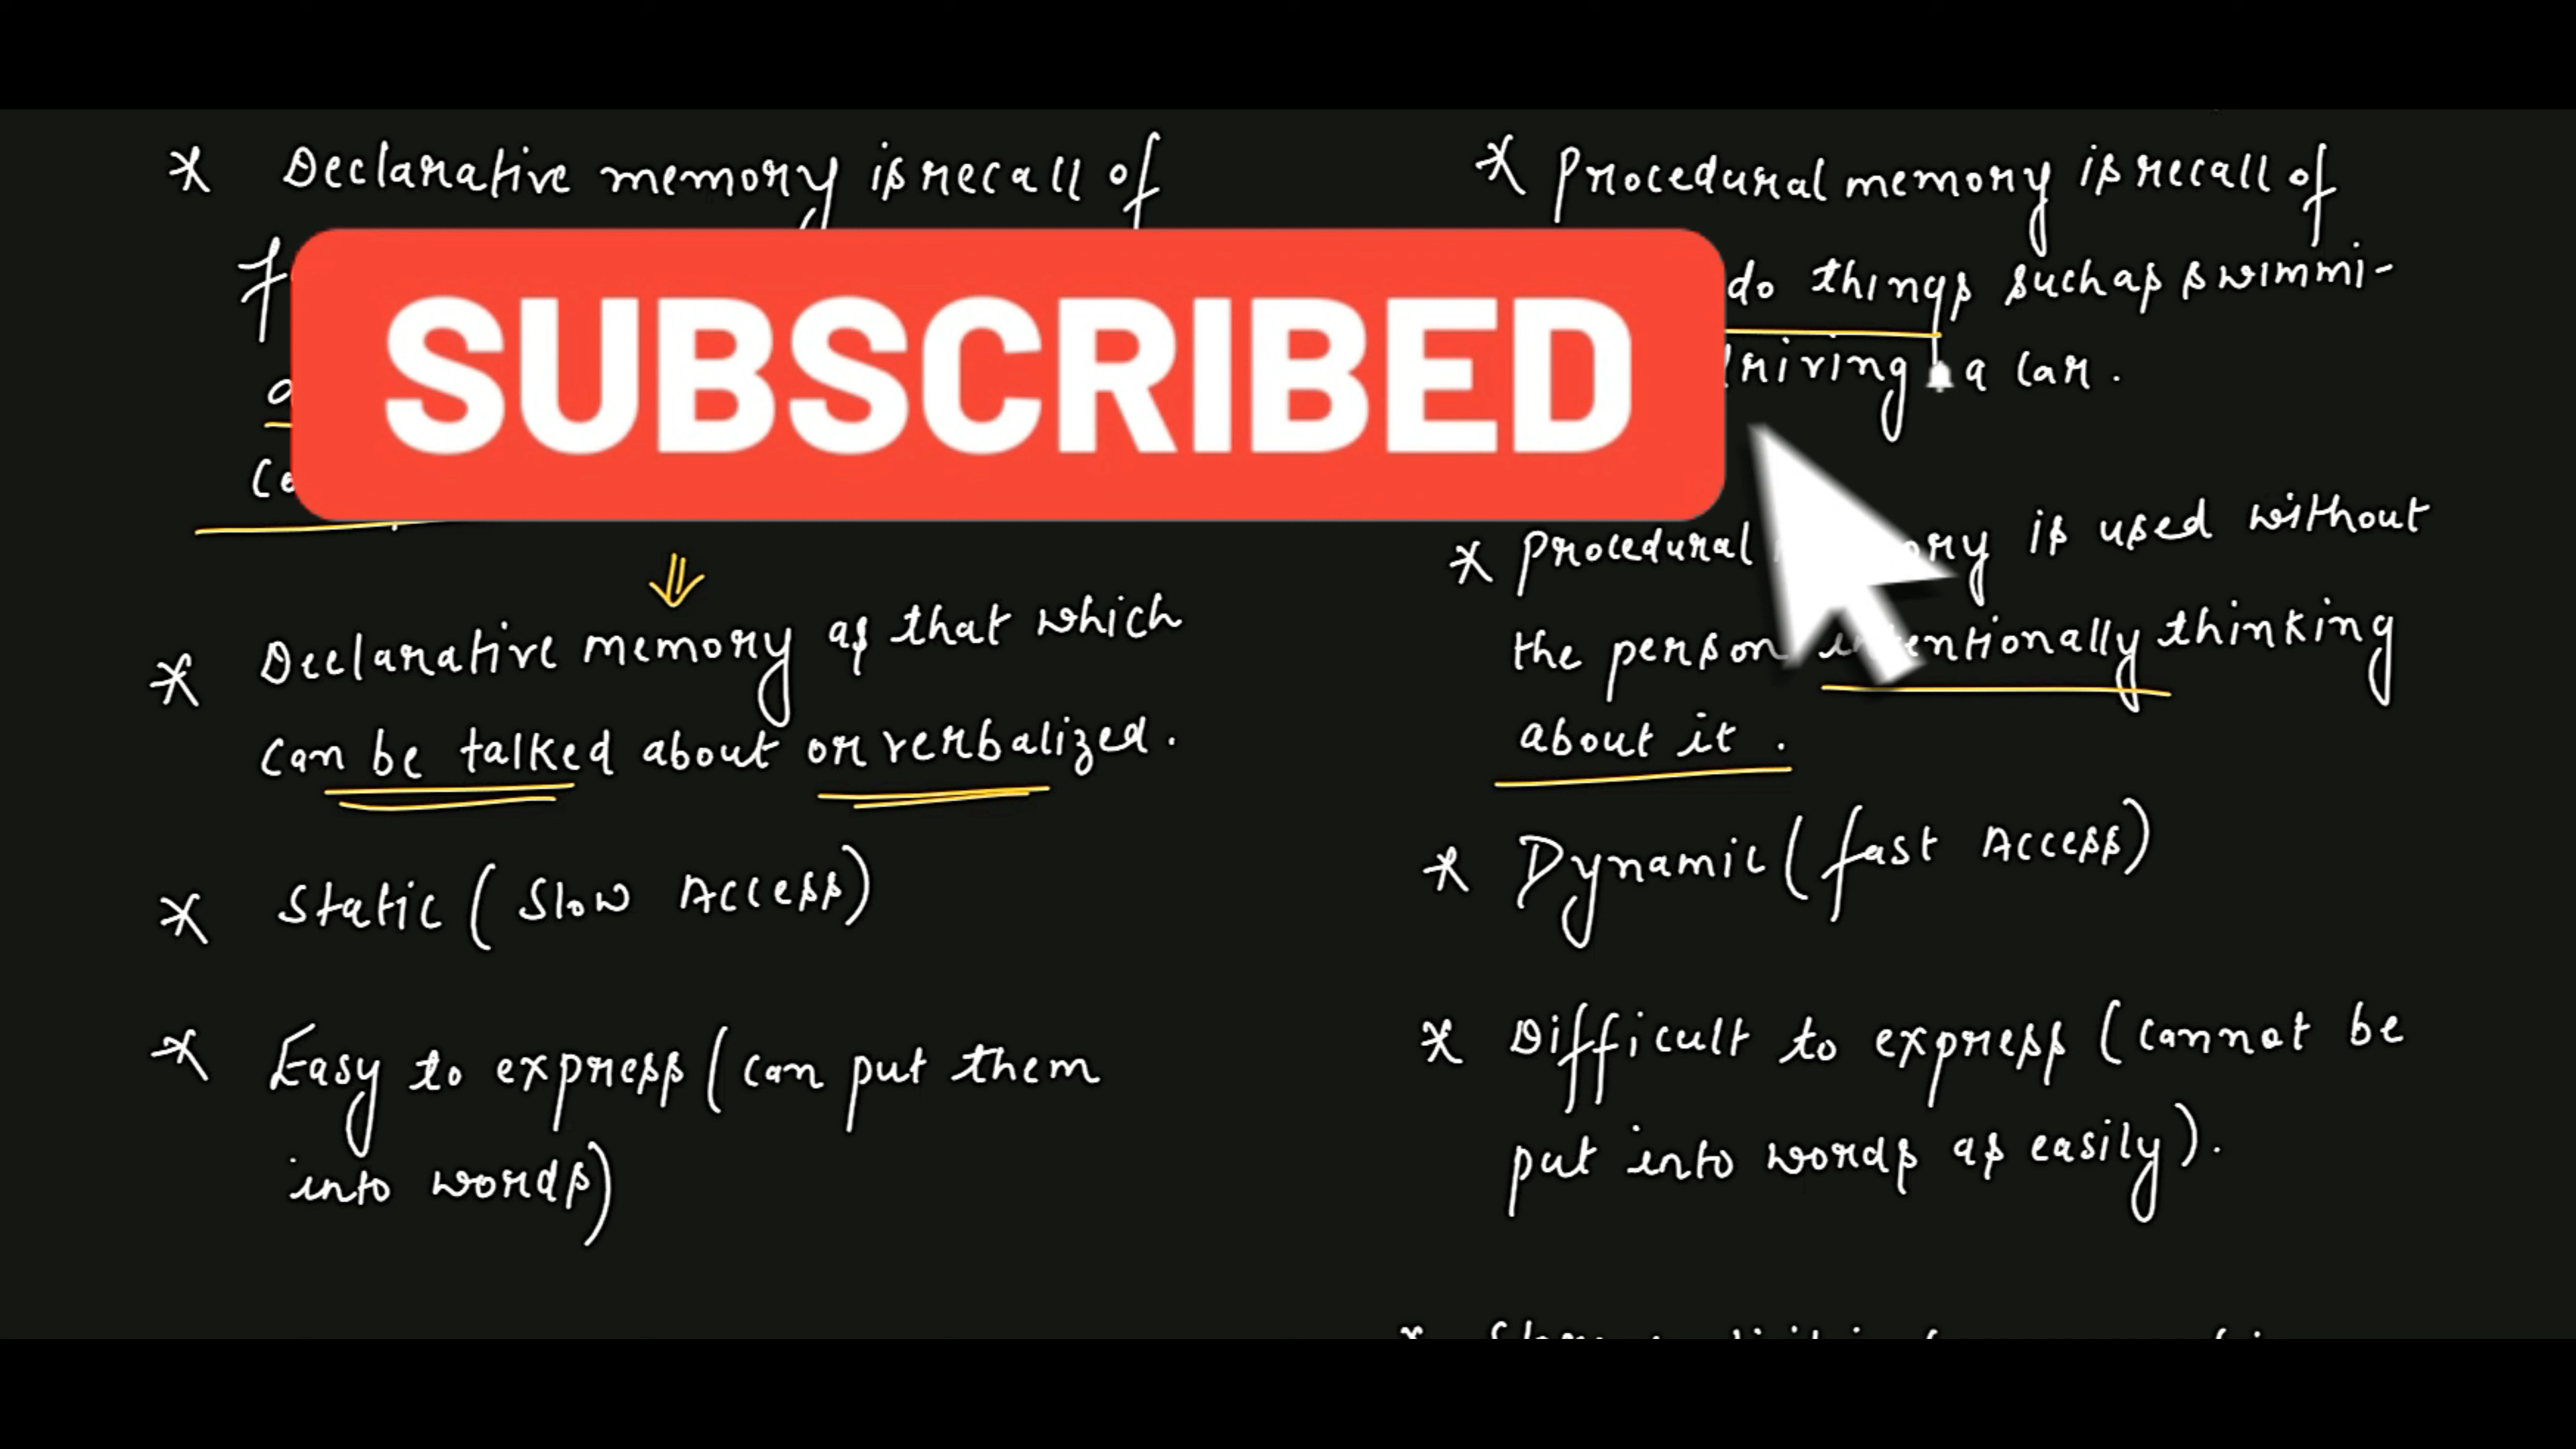 * Declarative memory is recall of
SUBSCRIBED
* Declarative memory as that which
can be talked about or verbalized.
* Static (Slow Access)
* Easy to express (can put them
into words)
* Procedural memory is recall of
do things such as swimmi-
driving a car.
* Procedural is used without
the person intentionally thinking
about it.
* Dynamic (fast Access)
* Difficult to express (cannot be
put into words as easily).